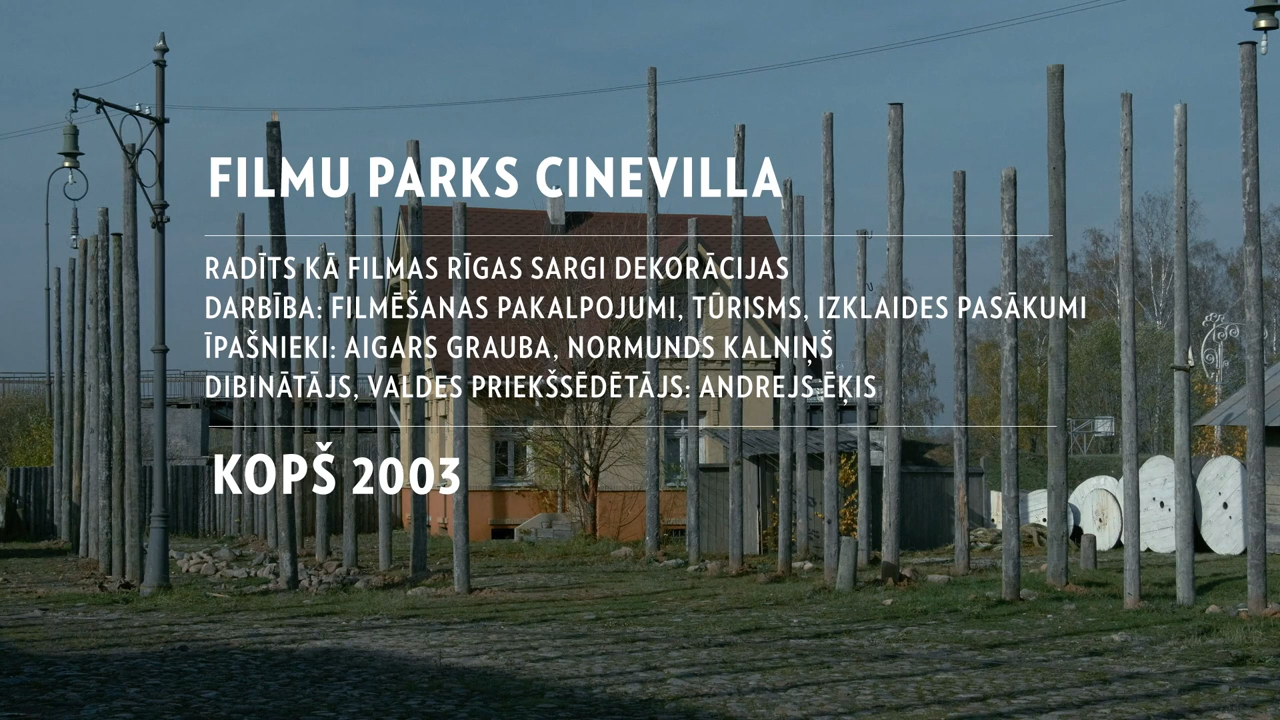 FILMU PARKS CINEVILLA
RADĪTS KĀ FILMAS RĪGAS SARGI DEKORĀCIJAS
DARBĪBA: FILMĒŠANAS PAKALPOJUMI, TŪRISMS, IZKLAIDES PASĀKUMI
ĪPAŠNIEKI: AIGARS GRAUBA, NORMUNDS KALNIŅŠ
DIBINĀTĀJS, VALDES PRIEKŠSĒDĒTĀJS: ANDREJS ĒĶIS
KOPŠ 2003